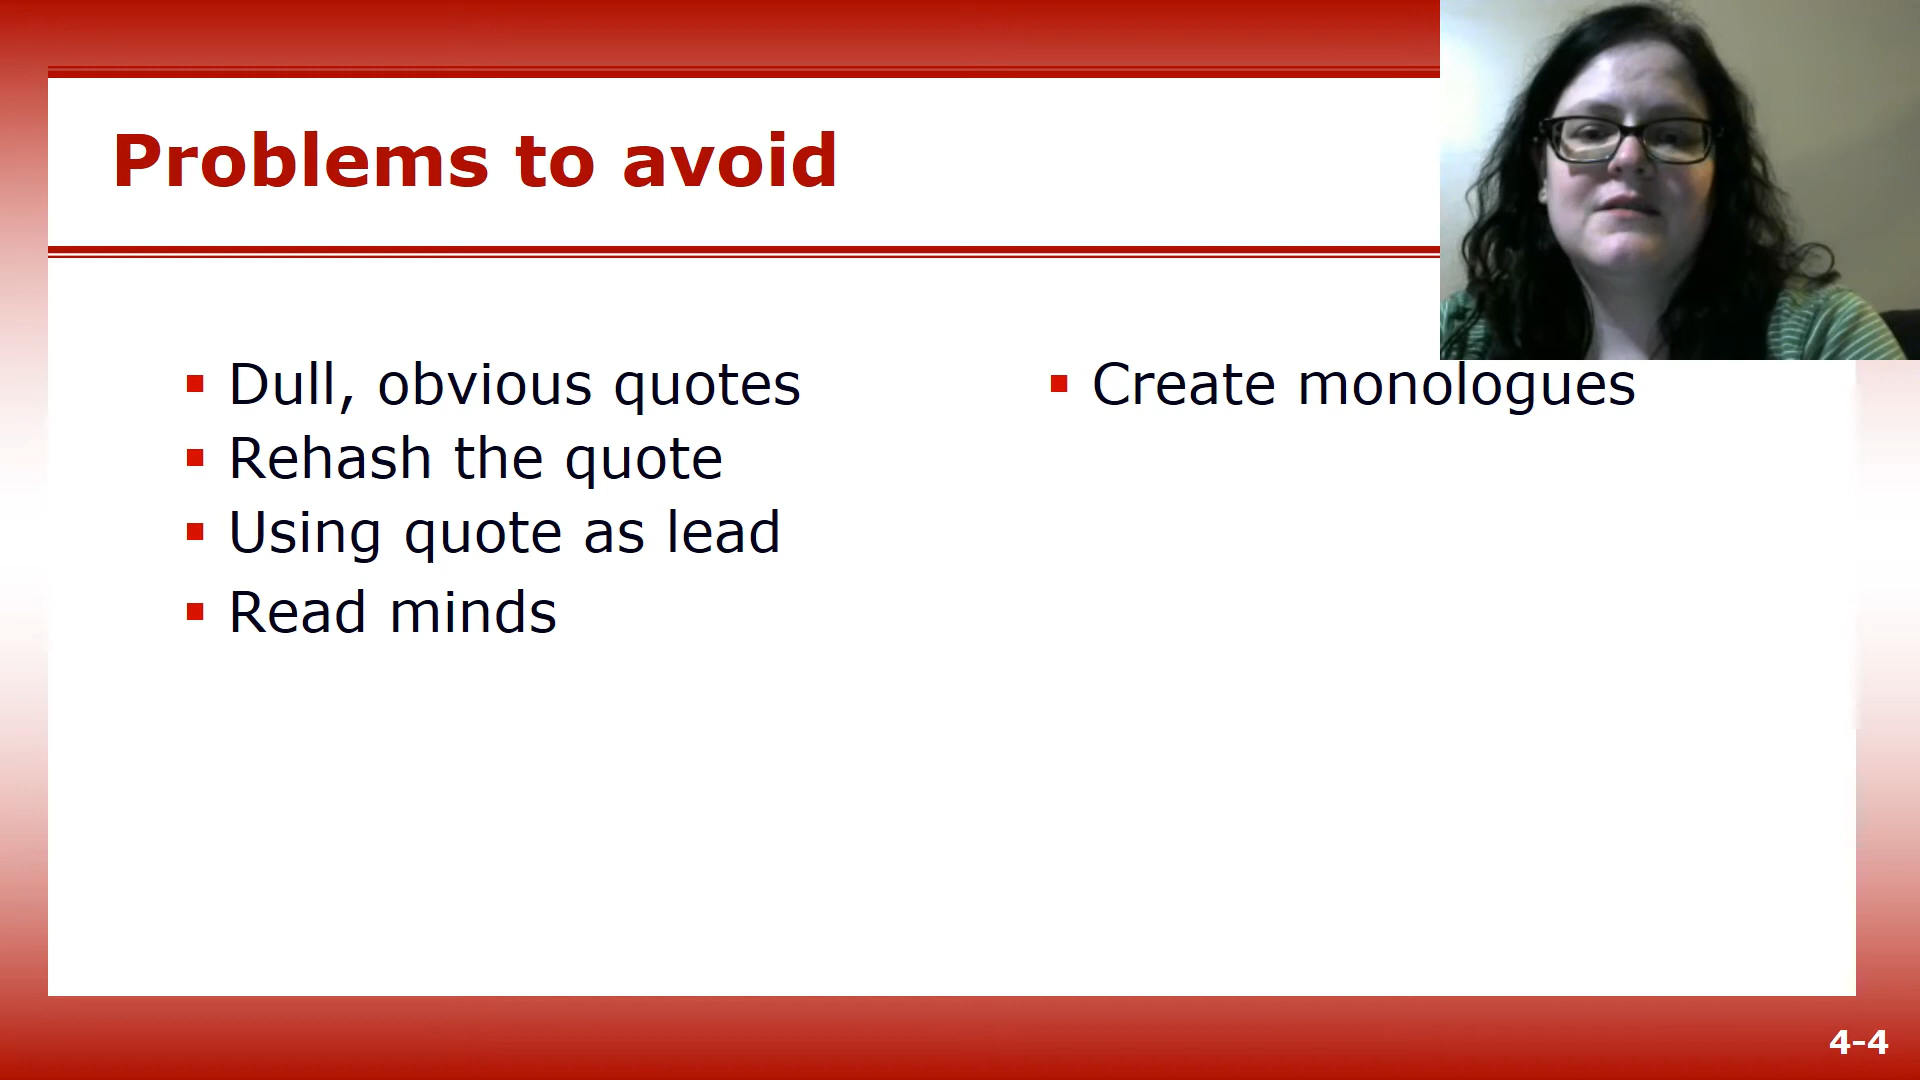 Problems to avoid
Dull, obvious quotes
Rehash the quote
Using quote as lead
Read minds
Create monologues
4-4